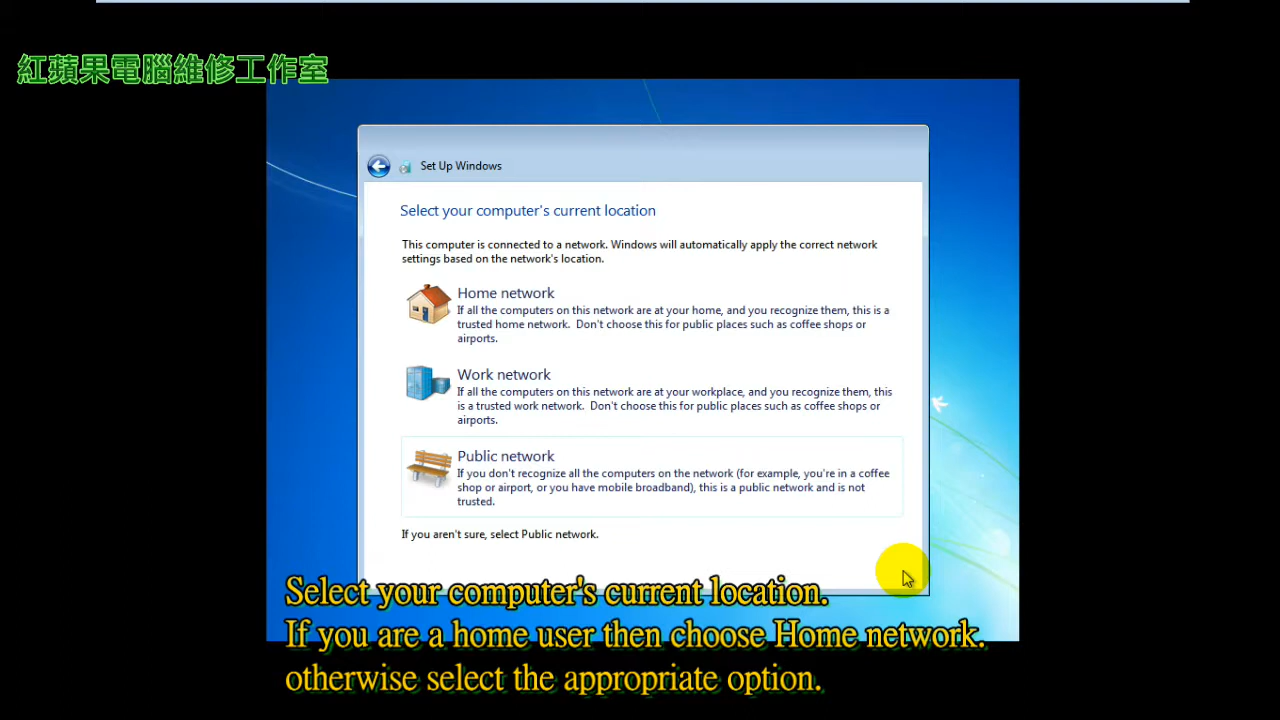 紅蘋果電腦維修工作室
Set Up Windows
Select your computer's current location
This computer is connected to a network. Windows will automatically apply the correct network
settings based on the network's location.
Home network
If all the computers on this network are at your home, and you recognize them, this is a
trusted home network.  Don't choose this for public places such as coffee shops or
airports.
Work network
If all the computers on this network are at your workplace, and you recognize them, this
is a trusted work network.  Don't choose this for public places such as coffee shops or
airports.
Public network
If you don't recognize all the computers on the network (for example, you're in a coffee
shop or airport, or you have mobile broadband), this is a public network and is not
trusted.
If you aren't sure, select Public network.
Select your computer's current location.
If you are a home user then choose Home network.
otherwise select the appropriate option.